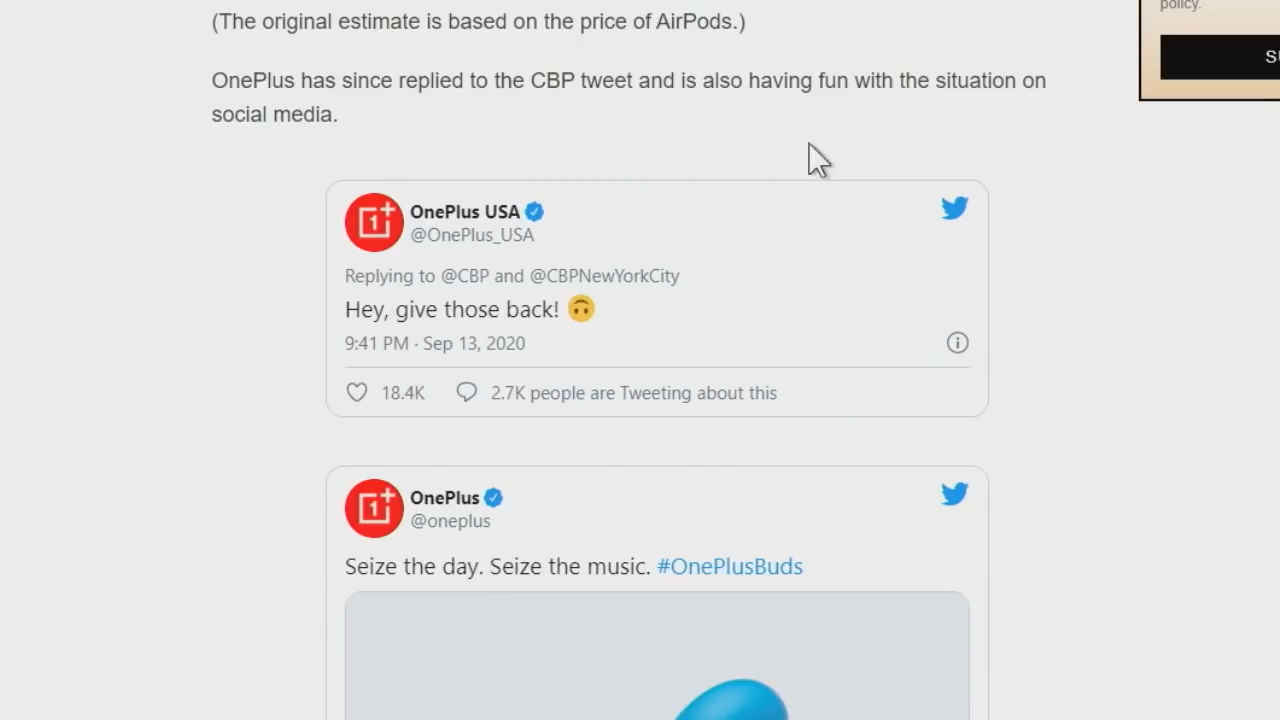 (The original estimate is based on the price of AirPods.)
policy.
OnePlus has since replied to the CBP tweet and is also having fun with the situation on
social media.
OnePlus USA
@OnePlus_USA
Replying to @CBP and @CBPNewYorkCity
Hey, give those back! 🙃
9:41 PM · Sep 13, 2020
18.4K 2.7K people are Tweeting about this
OnePlus
@oneplus
Seize the day. Seize the music. #OnePlusBuds